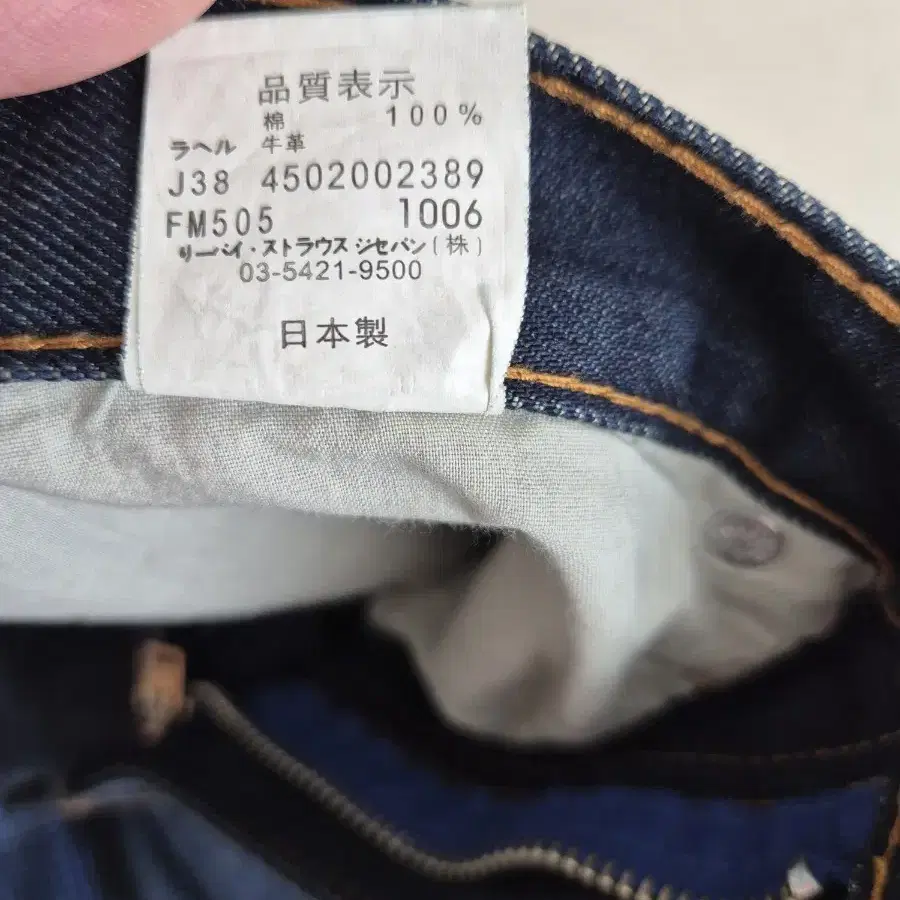 品質表示
棉 100%
ラヘル 牛革
J38 4502002389
FM505 1006
リーバイ・ストラウス ジセパン(株)
03-5421-9500
日本製